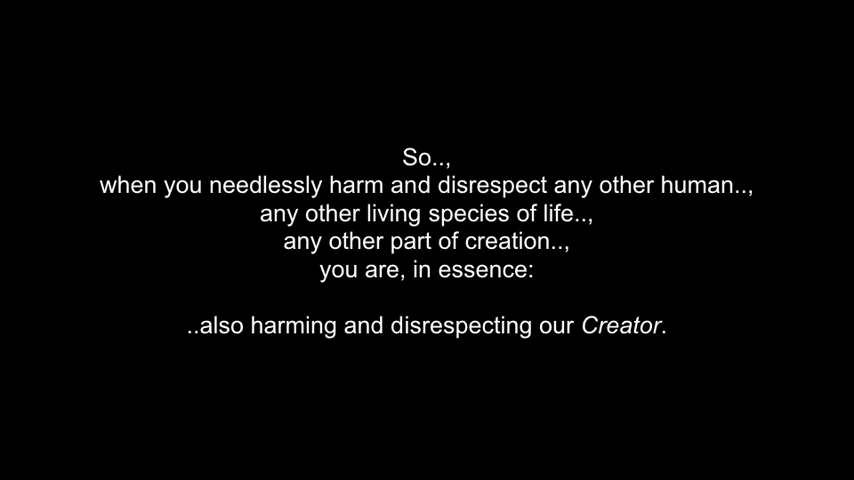 So..,
when you needlessly harm and disrespect any other human..,
any other living species of life..,
any other part of creation..,
you are, in essence:
..also harming and disrespecting our Creator.